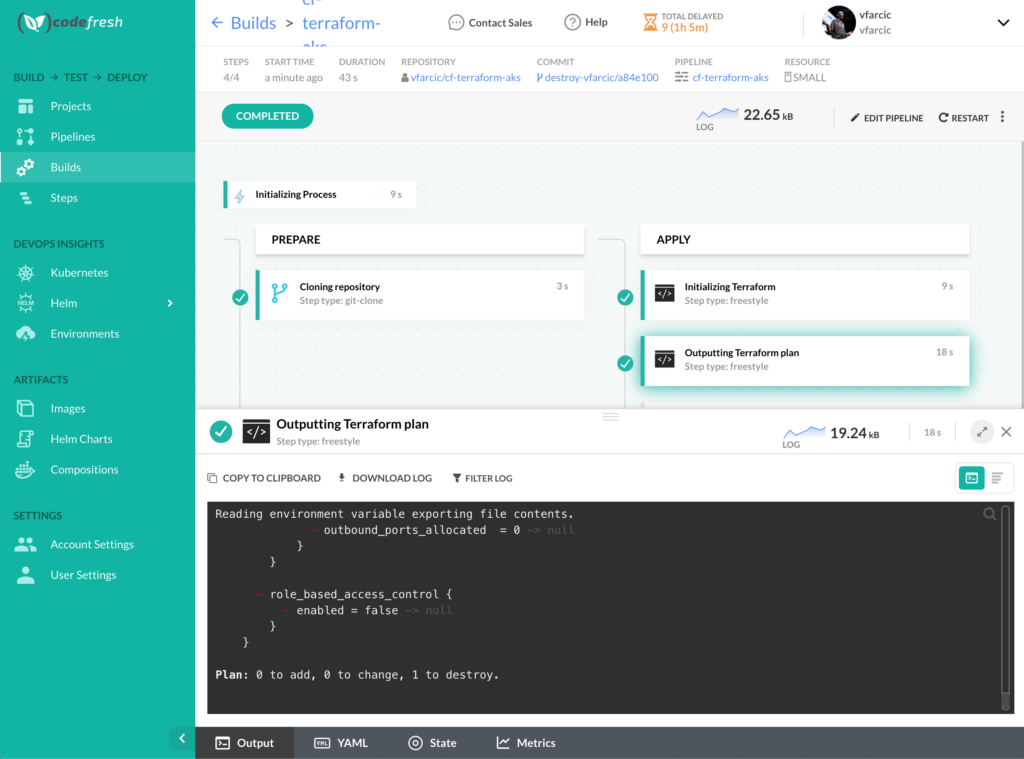 codefresh
BUILD → TEST → DEPLOY
Projects
Pipelines
Builds
Steps
DEVOPS INSIGHTS
Kubernetes
HELM
Helm
Environments
ARTIFACTS
Images
Helm Charts
Compositions
SETTINGS
Account Settings
User Settings
← Builds > cf-
terraform-
aks
Contact Sales
Help
TOTAL DELAYED
9 (1h 5m)
vfarcic
vfarcic
STEPS
4/4
START TIME
a minute ago
DURATION
43 s
REPOSITORY
vfarcic/cf-terraform-aks
COMMIT
destroy-vfarcic/a84e100
PIPELINE
cf-terraform-aks
RESOURCE
SMALL
COMPLETED
LOG
22.65 kB
EDIT PIPELINE
RESTART
Initializing Process 9 s
PREPARE
Cloning repository 3 s
Step type: git-clone
APPLY
Initializing Terraform 9 s
Step type: freestyle
Outputting Terraform plan 18 s
Step type: freestyle
Outputting Terraform plan
Step type: freestyle
LOG
19.24 kB
18 s
COPY TO CLIPBOARD
DOWNLOAD LOG
FILTER LOG
Reading environment variable exporting file contents.
- outbound_ports_allocated = 0 -> null
}
}
- role_based_access_control {
- enabled = false -> null
}
}
Plan: 0 to add, 0 to change, 1 to destroy.
Output
YML YAML
State
Metrics